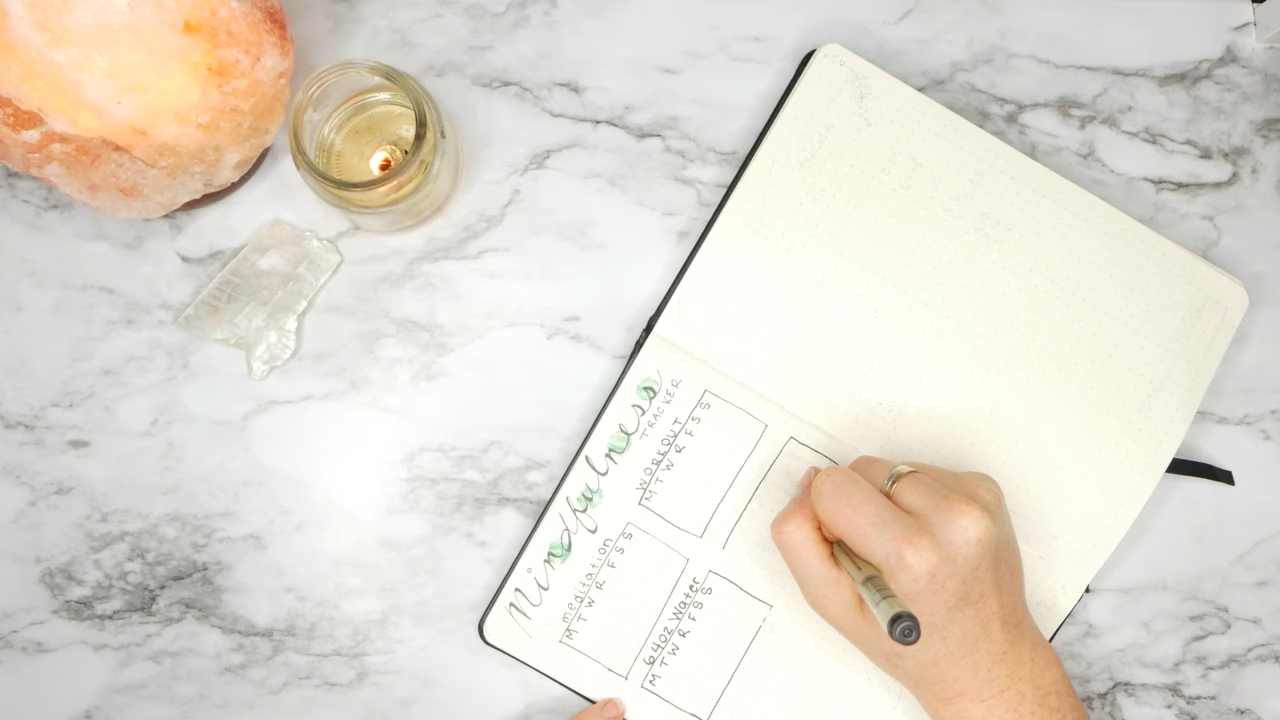 Mindfulness
TRACKER
meditation
M T W R F S S
WORKOUT
M T W R F S S
64oz Water
M T W R F S S